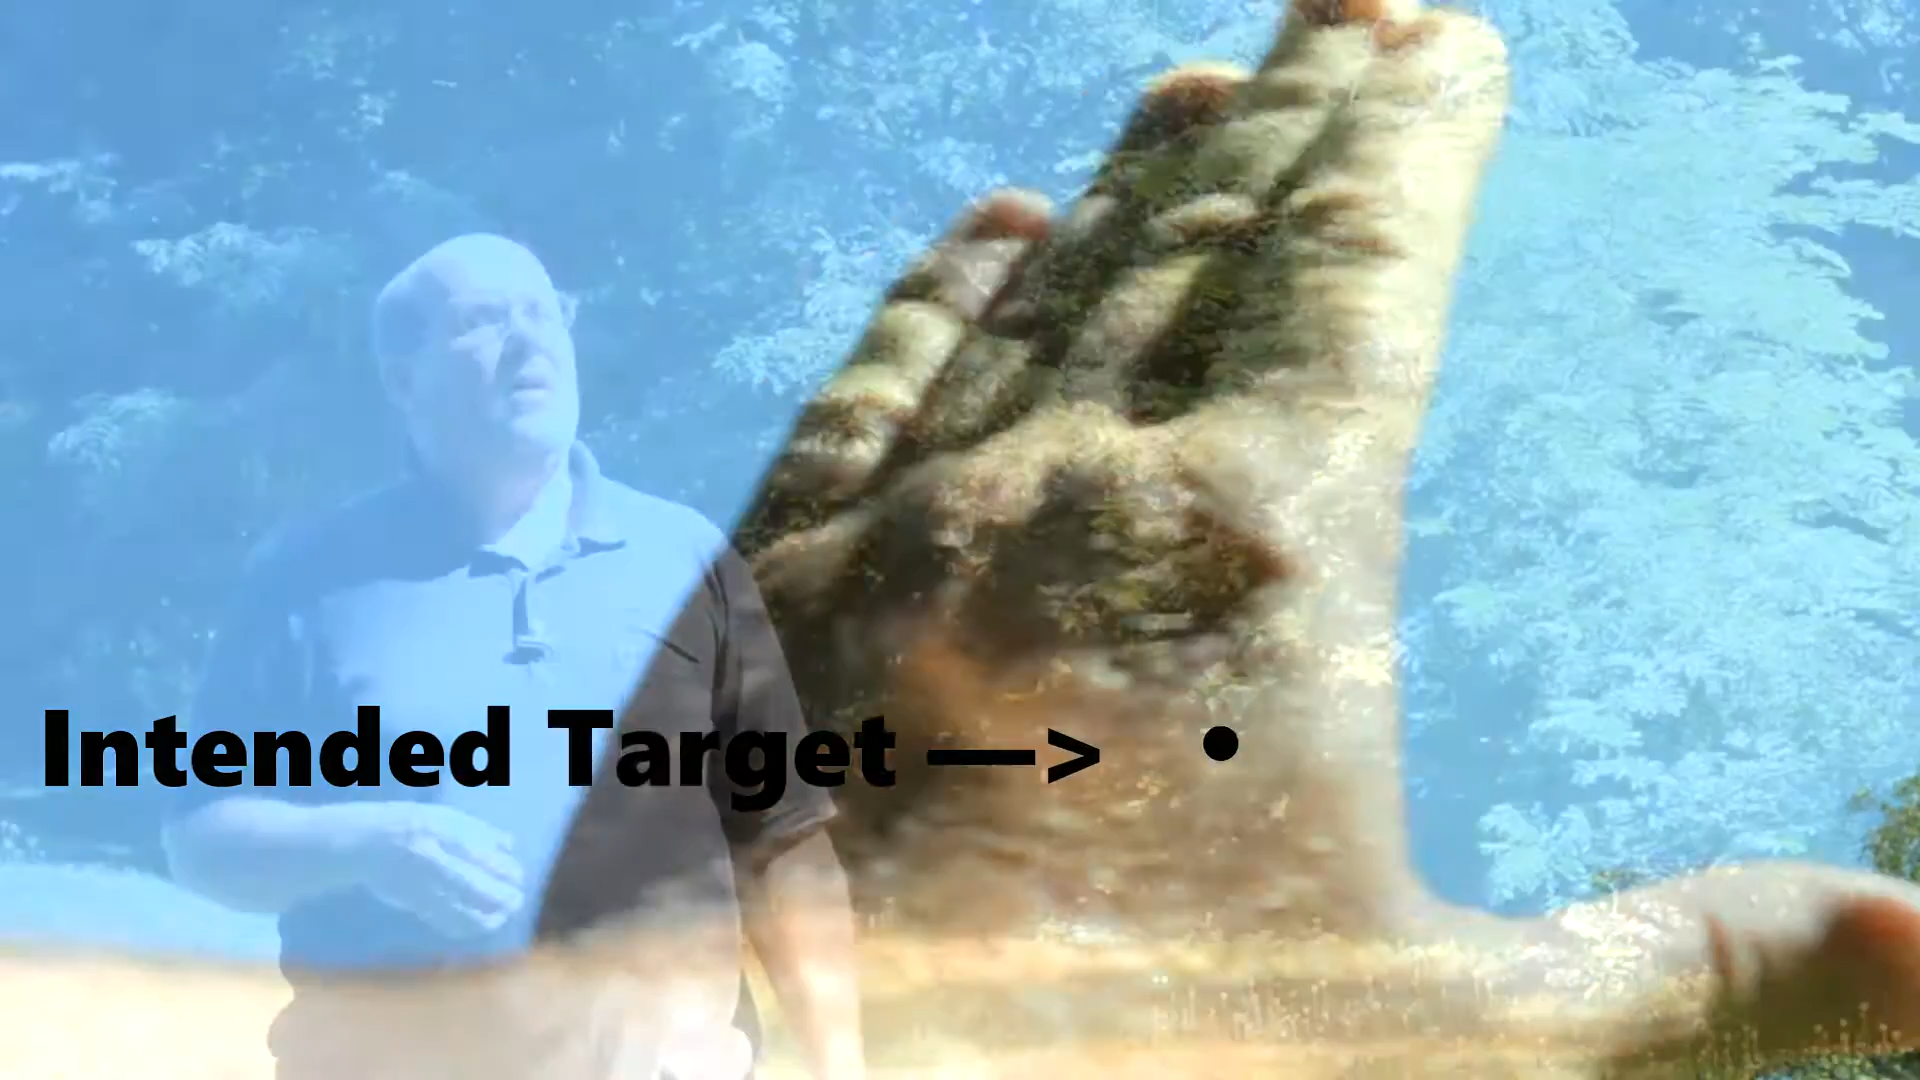 Intended Target —> •